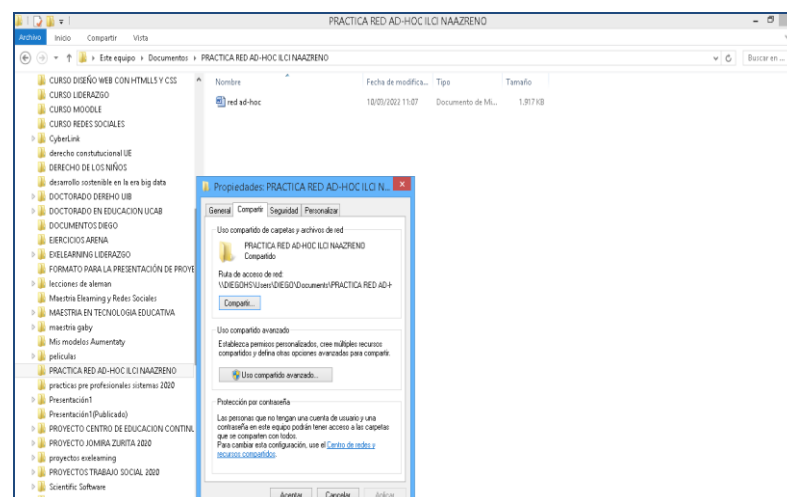 PRACTICA RED AD-HOC ILCI NAAZRENO
Archivo Inicio Compartir Vista
Este equipo Documentos PRACTICA RED AD-HOC ILCI NAAZRENO
Buscar en ...
CURSO DISEÑO WEB CON HTMLL5 Y CSS
CURSO LIDERAZGO
CURSO MOODLE
CURSO REDES SOCIALES
CyberLink
derecho constutucional UE
DERECHO DE LOS NIÑOS
desarrollo sostenible en la era big data
DOCTORADO DEREHO UIB
DOCTORADO EN EDUCACION UCAB
DOCUMENTOS DIEGO
EJERCICIOS ARENA
EXELEARNING LIDERAZGO
FORMATO PARA LA PRESENTACIÓN DE PROYE
lecciones de aleman
Maestria Elearning y Redes Sociales
MAESTRIA EN TECNOLOGIA EDUCATIVA
maestria gaby
Mis modelos Aumentaty
peliculas
PRACTICA RED AD-HOC ILCI NAAZRENO
practicas pre profesionales sistemas 2020
Presentación1
Presentación1(Publicado)
PROYECTO CENTRO DE EDUCACION CONTINU
PROYECTO JOMIRA ZURITA 2020
proyectos exelearning
PROYECTOS TRABAJO SOCIAL 2020
Scientific Software
Nombre Fecha de modifica... Tipo Tamaño
red ad-hoc 10/03/2022 11:07 Documento de Mi... 1.917 KB
Propiedades: PRACTICA RED AD-HOC ILCI N...
General Compartir Seguridad Personalizar
Uso compartido de carpetas y archivos de red
PRACTICA RED AD-HOC ILCI NAAZRENO
Compartido
Ruta de acceso de red:
\\DIEGOHS\Users\DIEGO\Documents\PRACTICA RED AD-H
Compartir...
Uso compartido avanzado
Establezca permisos personalizados, cree múltiples recursos
compartidos y defina otras opciones avanzadas para compartir.
Uso compartido avanzado...
Protección por contraseña
Las personas que no tengan una cuenta de usuario y una
contraseña en este equipo podrán tener acceso a las carpetas
que se comparten con todos.
Para cambiar esta configuración, use el Centro de redes y
recursos compartidos.
Aceptar Cancelar Aplicar